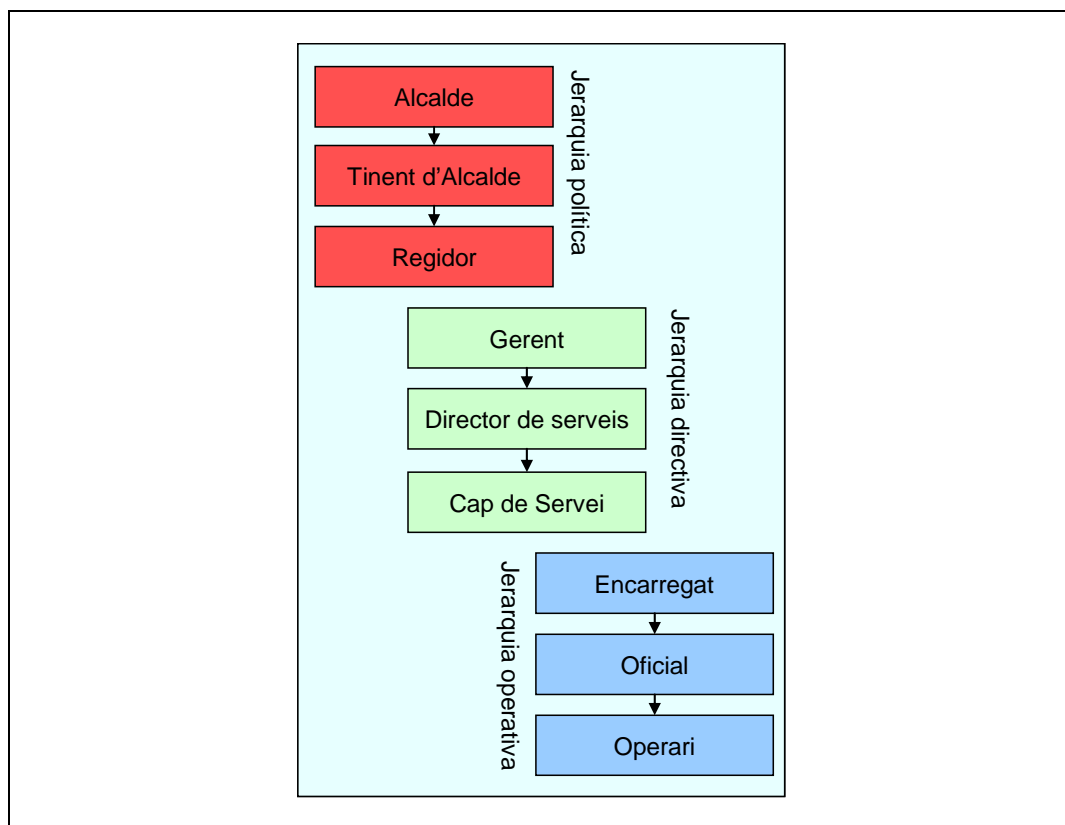 Alcalde
Tinent d'Alcalde
Regidor
Jerarquia política
Gerent
Director de serveis
Cap de Servei
Jerarquia directiva
Jerarquia operativa
Encarregat
Oficial
Operari